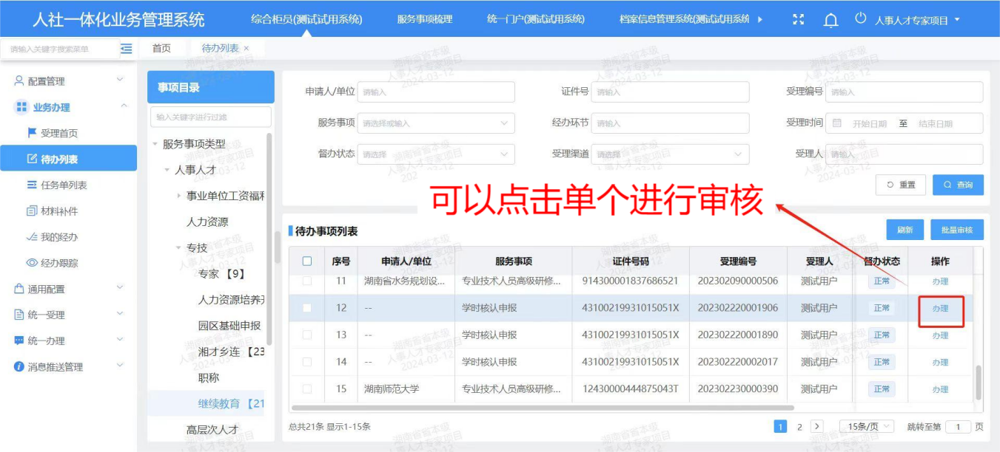 人社一体化业务管理系统 综合柜员(测试试用系统) 服务事项梳理 统一门户(测试试用系统) 档案信息管理系统(测试试用系统 人事人才专家项目
请输入关键字搜索菜单 首页 待办列表 ×
配置管理
业务办理
受理首页
待办列表
任务单列表
材料补件
我的经办
经办跟踪
通用配置
统一受理
统一办理
消息推送管理
事项目录
输入关键字进行过滤
服务事项类型
人事人才
事业单位工资福利
人力资源
专技
专家 【9】
人力资源培养开
园区基础申报
湘才乡连 【23
职称
继续教育 【21
高层次人才
申请人/单位 请输入 证件号 请输入 受理编号 请输入
服务事项 请选择或输入 经办环节 请输入 受理时间 开始日期 至 结束日期
督办状态 请选择 受理渠道 请选择 受理人 请输入
重置 查询
可以点击单个进行审核
待办事项列表 刷新 批量审核
序号 申请人/单位 服务事项 证件号码 受理编号 受理人 督办状态 操作
11 湖南省水务规划设... 专业技术人员高级研修... 914300001837686521 202302090000506 测试用户 正常 办理
12 -- 学时核认申报 43100219931015051X 202302220001906 测试用户 正常 办理
13 -- 学时核认申报 43100219931015051X 202302220001890 测试用户 正常 办理
14 -- 学时核认申报 43100219931015051X 202302220002017 测试用户 正常 办理
15 湖南师范大学 专业技术人员高级研修... 12430000444875043T 202302230000390 测试用户 正常 办理
总共21条 显示1-15条 1 2 15条/页 跳转至第 1 页
湖南省省本级
人事人才专家项目
2024-03-12